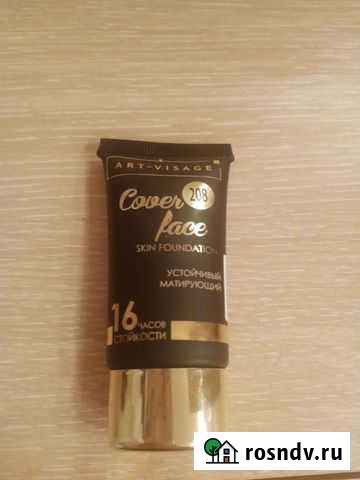 ART-VISAGE
Cover 208
face
SKIN FOUNDATION
УСТОЙЧИВЫЙ
МАТИРУЮЩИЙ
16 ЧАСОВ
СТОЙКОСТИ
rosndv.ru